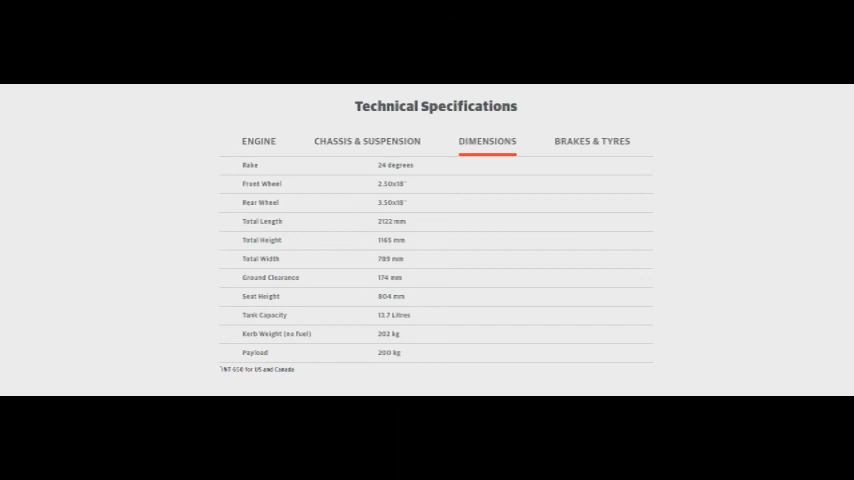 Technical Specifications
ENGINE CHASSIS & SUSPENSION DIMENSIONS BRAKES & TYRES
Rake 24 degrees
Front Wheel 2.50x18"
Rear Wheel 3.50x18"
Total Length 2122 mm
Total Height 1165 mm
Total Width 789 mm
Ground Clearance 174 mm
Seat Height 804 mm
Tank Capacity 13.7 Litres
Kerb Weight (no fuel) 202 kg
Payload 200 kg
*INT 650 for US and Canada